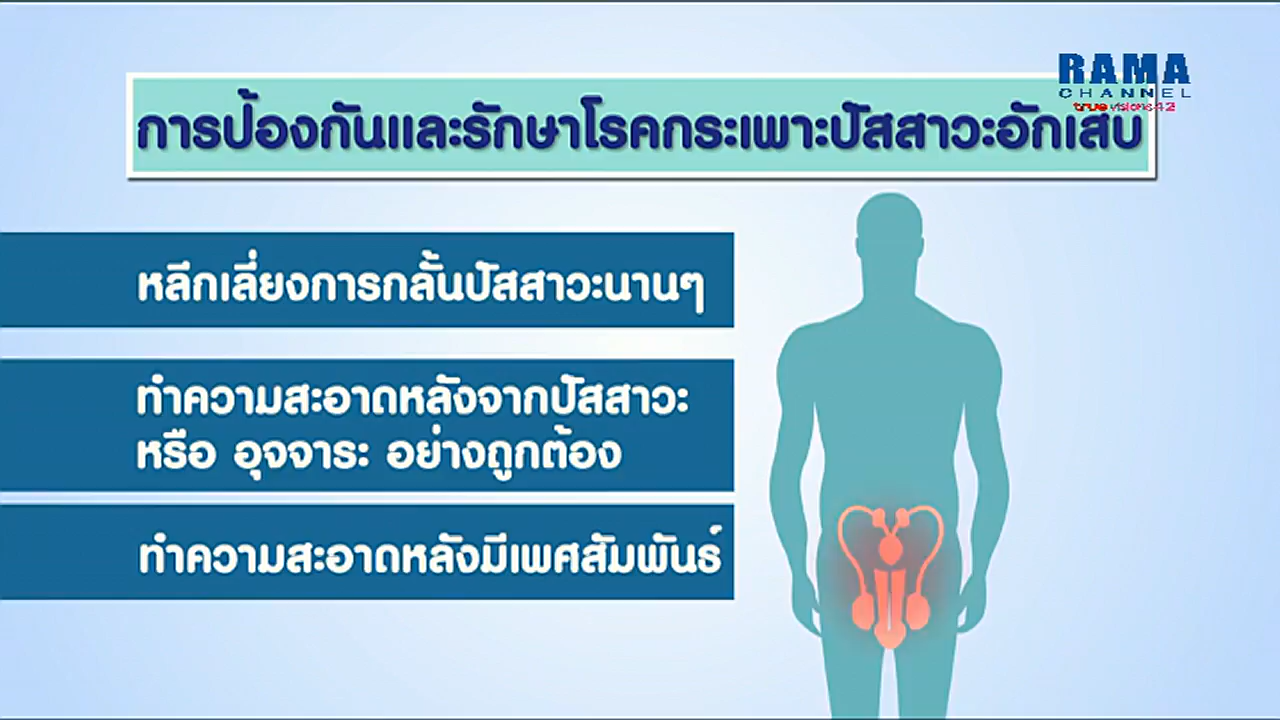 RAMA
CHANNEL
true visions 42
การป้องกันและรักษาโรคกระเพาะปัสสาวะอักเสบ
หลีกเลี่ยงการกลั้นปัสสาวะนานๆ
ทำความสะอาดหลังจากปัสสาวะ
หรือ อุจจาระ อย่างถูกต้อง
ทำความสะอาดหลังมีเพศสัมพันธ์